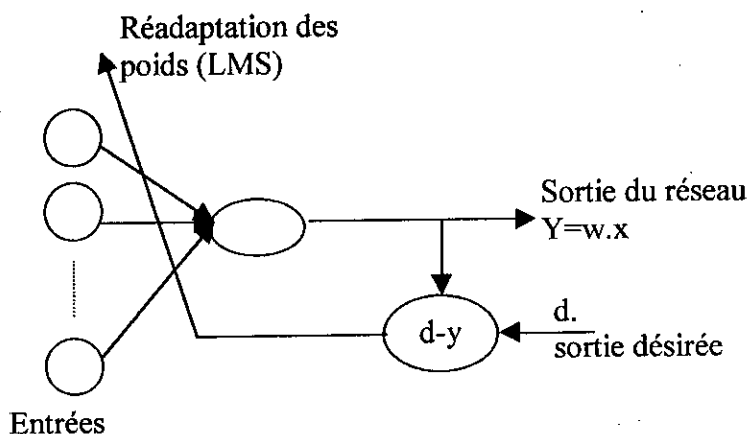 Réadaptation des
poids (LMS)
Sortie du réseau
Y=w.x
d-y
d.
sortie désirée
Entrées